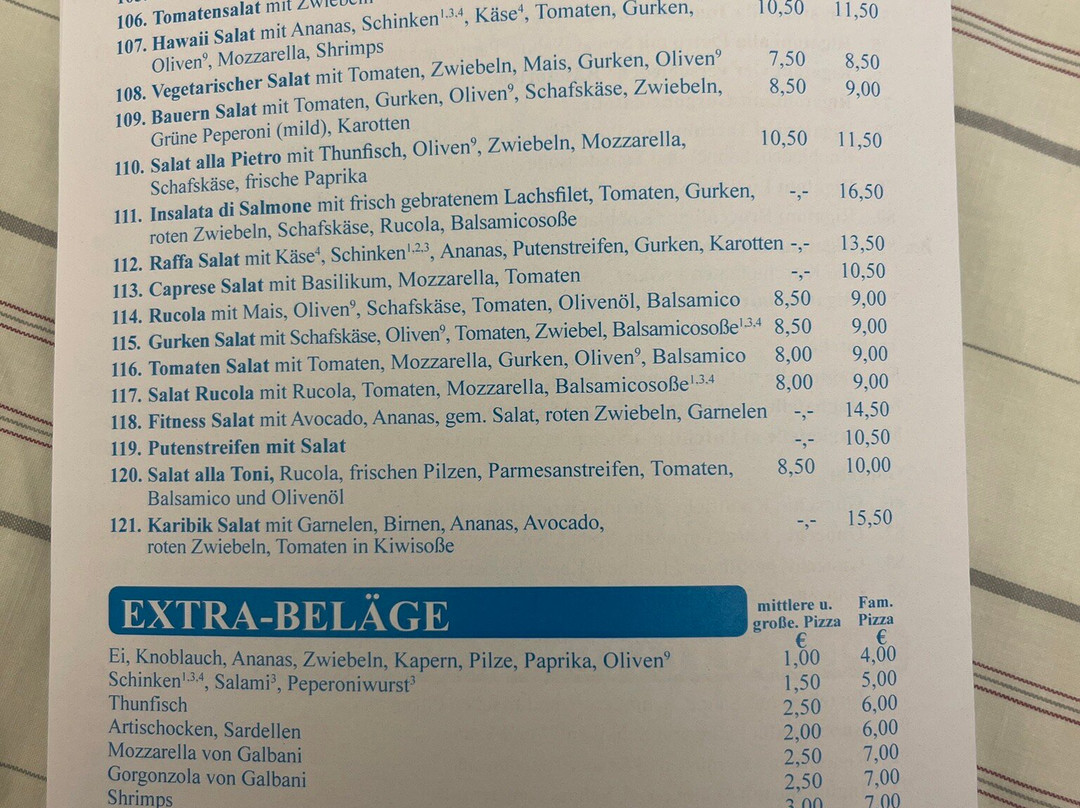 106. Tomatensalat mit Zwiebeln
107. Hawaii Salat mit Ananas, Schinken¹·³·⁴, Käse⁴, Tomaten, Gurken, 10,50 11,50
Oliven⁹, Mozzarella, Shrimps
108. Vegetarischer Salat mit Tomaten, Zwiebeln, Mais, Gurken, Oliven⁹ 7,50 8,50
109. Bauern Salat mit Tomaten, Gurken, Oliven⁹, Schafskäse, Zwiebeln, 8,50 9,00
Grüne Peperoni (mild), Karotten
110. Salat alla Pietro mit Thunfisch, Oliven⁹, Zwiebeln, Mozzarella, 10,50 11,50
Schafskäse, frische Paprika
111. Insalata di Salmone mit frisch gebratenem Lachsfilet, Tomaten, Gurken, -,- 16,50
roten Zwiebeln, Schafskäse, Rucola, Balsamicosoße
112. Raffa Salat mit Käse⁴, Schinken¹·²·³, Ananas, Putenstreifen, Gurken, Karotten -,- 13,50
113. Caprese Salat mit Basilikum, Mozzarella, Tomaten -,- 10,50
114. Rucola mit Mais, Oliven⁹, Schafskäse, Tomaten, Olivenöl, Balsamico 8,50 9,00
115. Gurken Salat mit Schafskäse, Oliven⁹, Tomaten, Zwiebel, Balsamicosoße¹·³·⁴ 8,50 9,00
116. Tomaten Salat mit Tomaten, Mozzarella, Gurken, Oliven⁹, Balsamico 8,00 9,00
117. Salat Rucola mit Rucola, Tomaten, Mozzarella, Balsamicosoße¹·³·⁴ 8,00 9,00
118. Fitness Salat mit Avocado, Ananas, gem. Salat, roten Zwiebeln, Garnelen -,- 14,50
119. Putenstreifen mit Salat -,- 10,50
120. Salat alla Toni, Rucola, frischen Pilzen, Parmesanstreifen, Tomaten, 8,50 10,00
Balsamico und Olivenöl
121. Karibik Salat mit Garnelen, Birnen, Ananas, Avocado, -,- 15,50
roten Zwiebeln, Tomaten in Kiwisoße
EXTRA-BELÄGE
mittlere u. Fam.
große. Pizza Pizza
€ €
Ei, Knoblauch, Ananas, Zwiebeln, Kapern, Pilze, Paprika, Oliven⁹ 1,00 4,00
Schinken¹·³·⁴, Salami³, Peperoniwurst³ 1,50 5,00
Thunfisch 2,50 6,00
Artischocken, Sardellen 2,00 6,00
Mozzarella von Galbani 2,50 7,00
Gorgonzola von Galbani 2,50 7,00
Shrimps 3,00 7,00